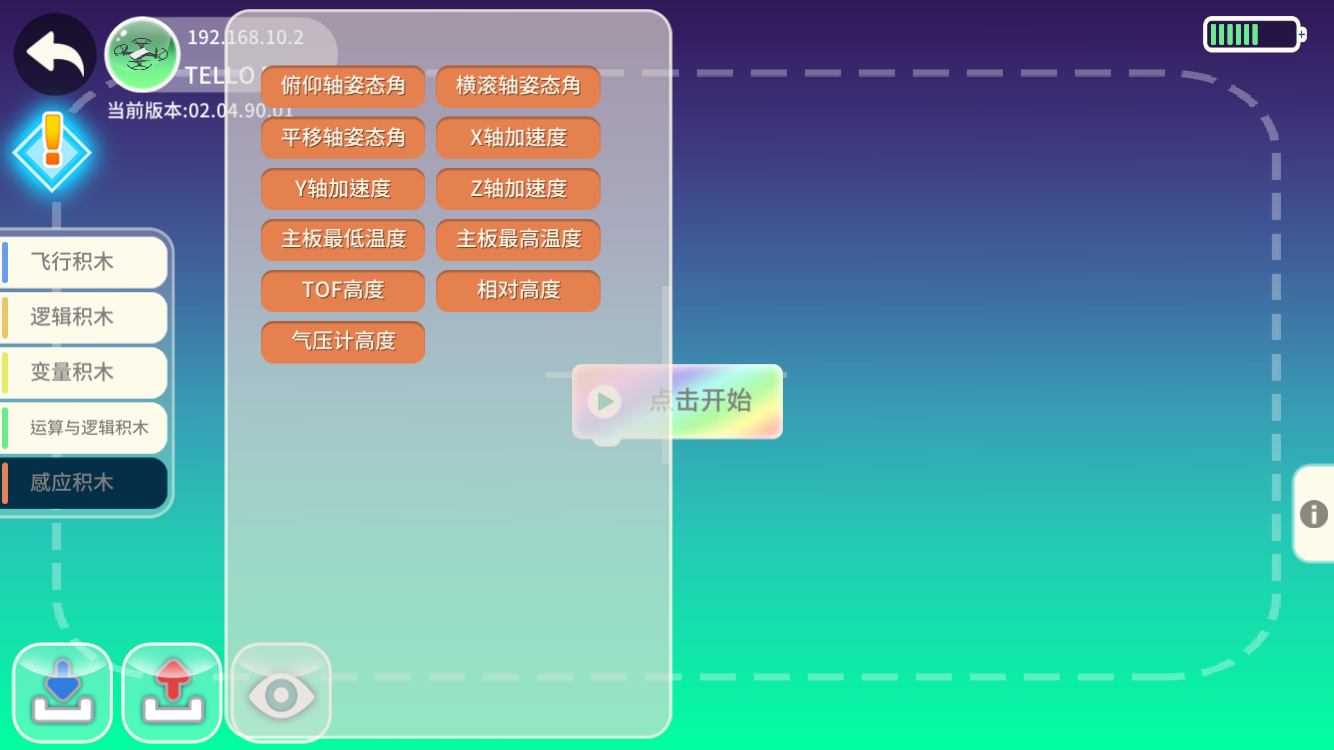 192.168.10.2
TELLO
当前版本:02.04.90.01
俯仰轴姿态角
横滚轴姿态角
平移轴姿态角
X轴加速度
Y轴加速度
Z轴加速度
主板最低温度
主板最高温度
TOF高度
相对高度
气压计高度
飞行积木
逻辑积木
变量积木
运算与逻辑积木
感应积木
点击开始